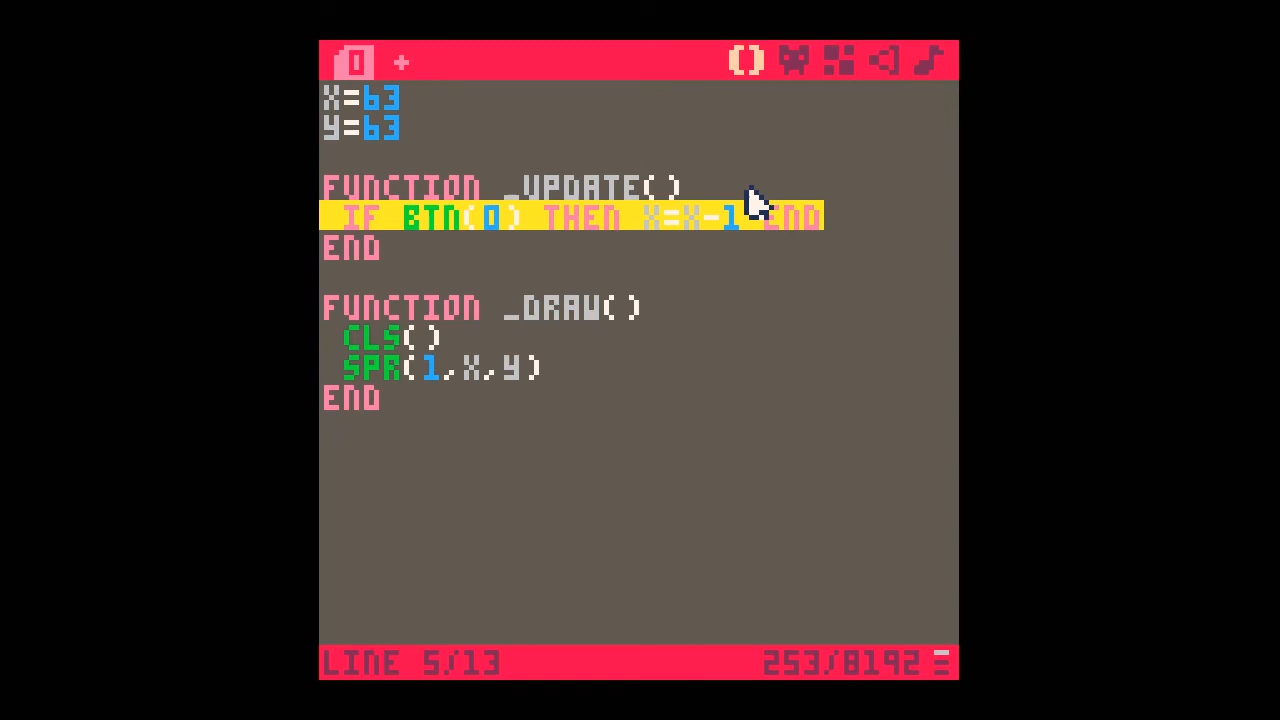 0 +
X=63
Y=63
FUNCTION _UPDATE()
IF BTN(0) THEN X=X-1 END
END
FUNCTION _DRAW()
CLS()
SPR(1,X,Y)
END
LINE 5/13 253/8192